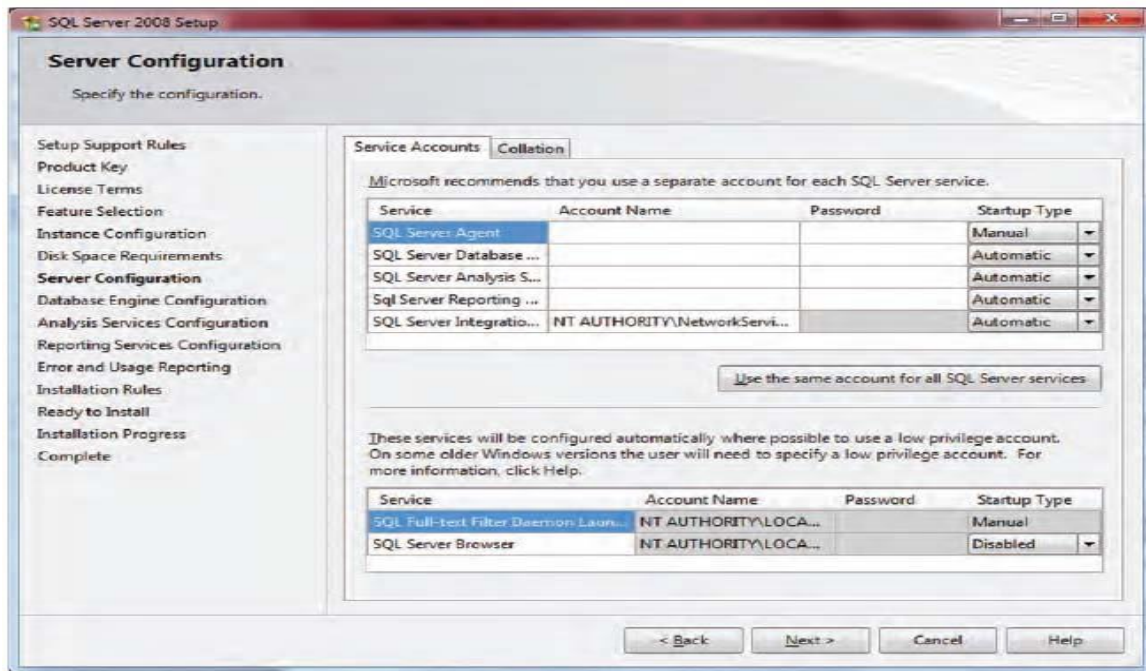 SQL Server 2008 Setup
Server Configuration
Specify the configuration.
Setup Support Rules
Product Key
License Terms
Feature Selection
Instance Configuration
Disk Space Requirements
Server Configuration
Database Engine Configuration
Analysis Services Configuration
Reporting Services Configuration
Error and Usage Reporting
Installation Rules
Ready to Install
Installation Progress
Complete
Service Accounts Collation
Microsoft recommends that you use a separate account for each SQL Server service.
Service Account Name Password Startup Type
SQL Server Agent Manual
SQL Server Database ... Automatic
SQL Server Analysis S... Automatic
Sql Server Reporting ... Automatic
SQL Server Integratio... NT AUTHORITY\NetworkServi... Automatic
Use the same account for all SQL Server services
These services will be configured automatically where possible to use a low privilege account.
On some older Windows versions the user will need to specify a low privilege account. For
more information, click Help.
Service Account Name Password Startup Type
SQL Full-text Filter Daemon Laun... NT AUTHORITY\LOCA... Manual
SQL Server Browser NT AUTHORITY\LOCA... Disabled
< Back Next > Cancel Help